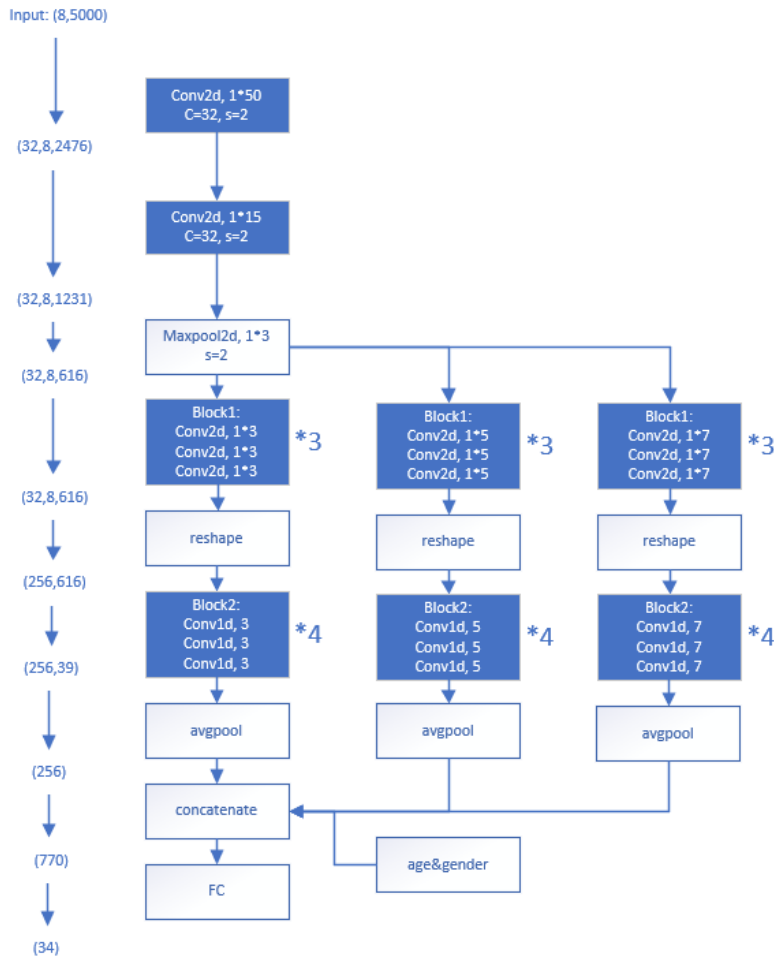 Input: (8,5000)
Conv2d, 1*50
C=32, s=2
(32,8,2476)
Conv2d, 1*15
C=32, s=2
(32,8,1231)
Maxpool2d, 1*3
s=2
(32,8,616)
Block1:
Conv2d, 1*3
Conv2d, 1*3
Conv2d, 1*3
*3
Block1:
Conv2d, 1*5
Conv2d, 1*5
Conv2d, 1*5
*3
Block1:
Conv2d, 1*7
Conv2d, 1*7
Conv2d, 1*7
*3
(32,8,616)
reshape
reshape
reshape
(256,616)
Block2:
Conv1d, 3
Conv1d, 3
Conv1d, 3
*4
Block2:
Conv1d, 5
Conv1d, 5
Conv1d, 5
*4
Block2:
Conv1d, 7
Conv1d, 7
Conv1d, 7
*4
(256,39)
avgpool
avgpool
avgpool
(256)
concatenate
(770)
age&gender
FC
(34)